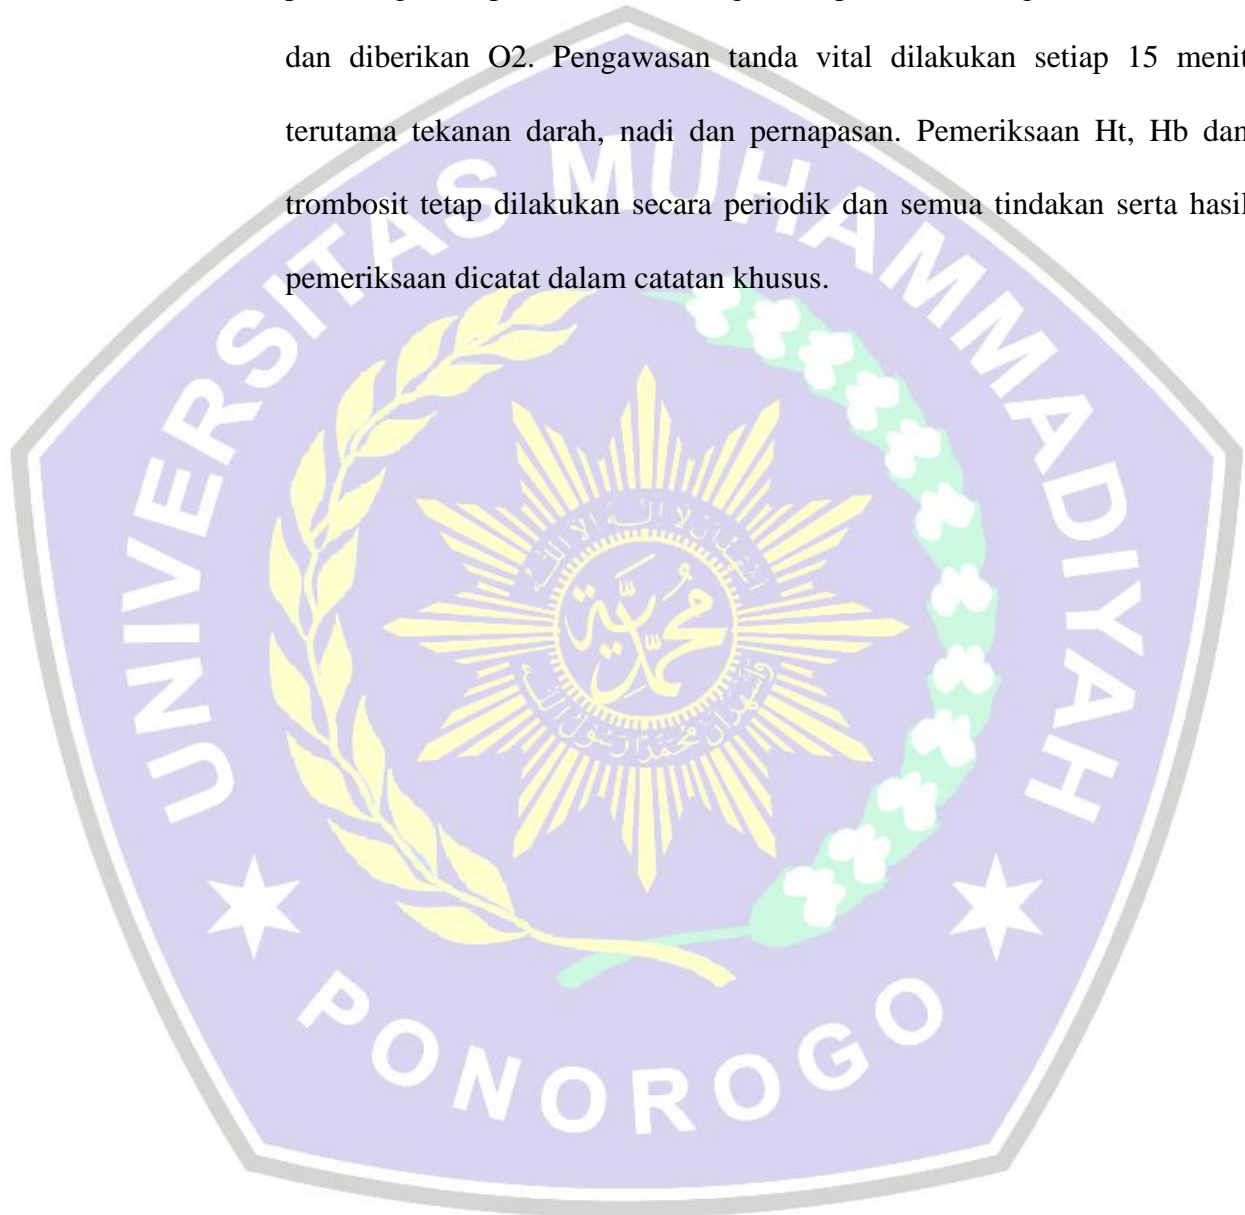 dan diberikan O2. Pengawasan tanda vital dilakukan setiap 15 menit
terutama tekanan darah, nadi dan pernapasan. Pemeriksaan Ht, Hb dan
trombosit tetap dilakukan secara periodik dan semua tindakan serta hasil
pemeriksaan dicatat dalam catatan khusus.
UNIVERSITAS MUHAMMADIYAH
PONOROGO
محمدية